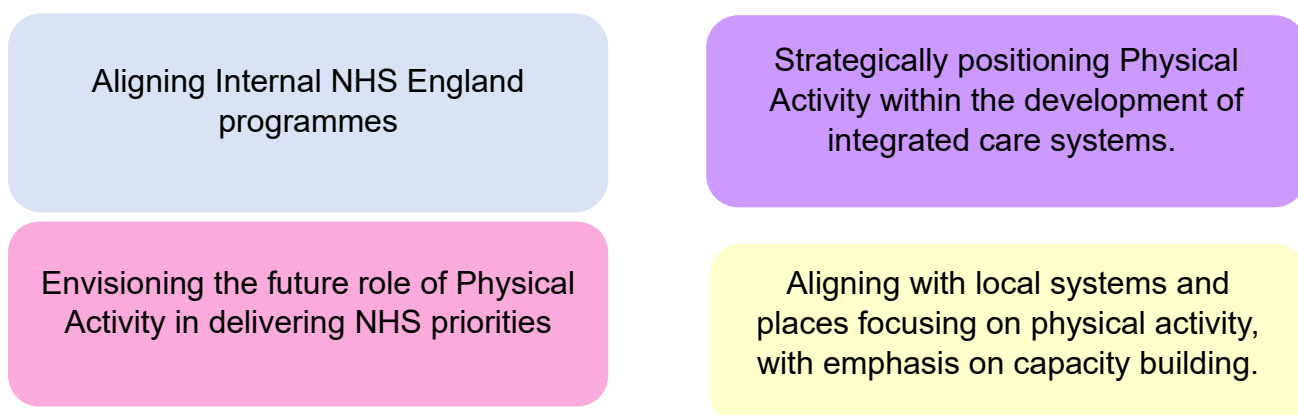 Aligning Internal NHS England
programmes
Strategically positioning Physical
Activity within the development of
integrated care systems.
Envisioning the future role of Physical
Activity in delivering NHS priorities
Aligning with local systems and
places focusing on physical activity,
with emphasis on capacity building.